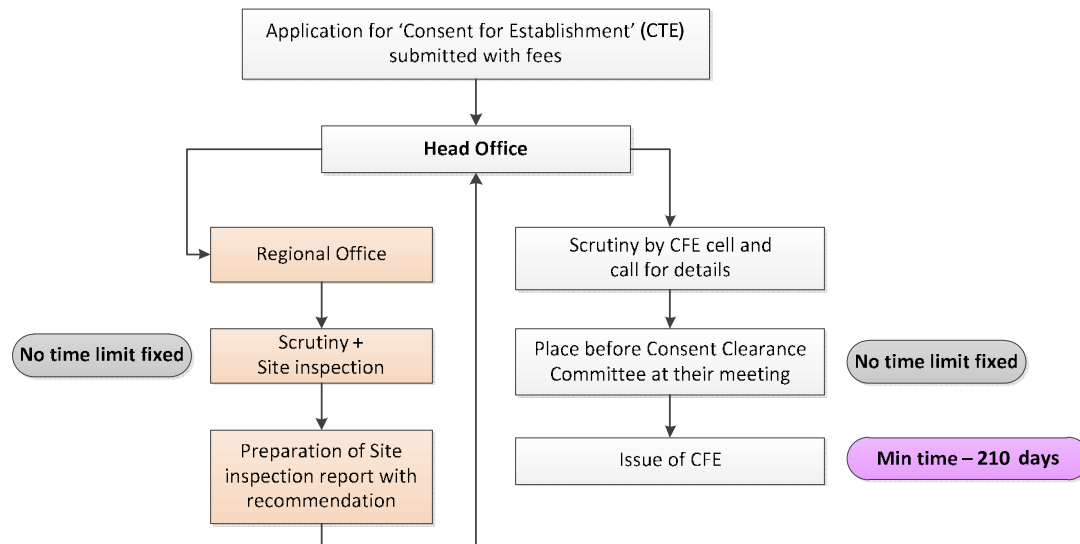 Application for ‘Consent for Establishment’ (CTE)
submitted with fees
Head Office
Regional Office
Scrutiny by CFE cell and
call for details
No time limit fixed
Scrutiny +
Site inspection
Place before Consent Clearance
Committee at their meeting
No time limit fixed
Preparation of Site
inspection report with
recommendation
Issue of CFE
Min time – 210 days